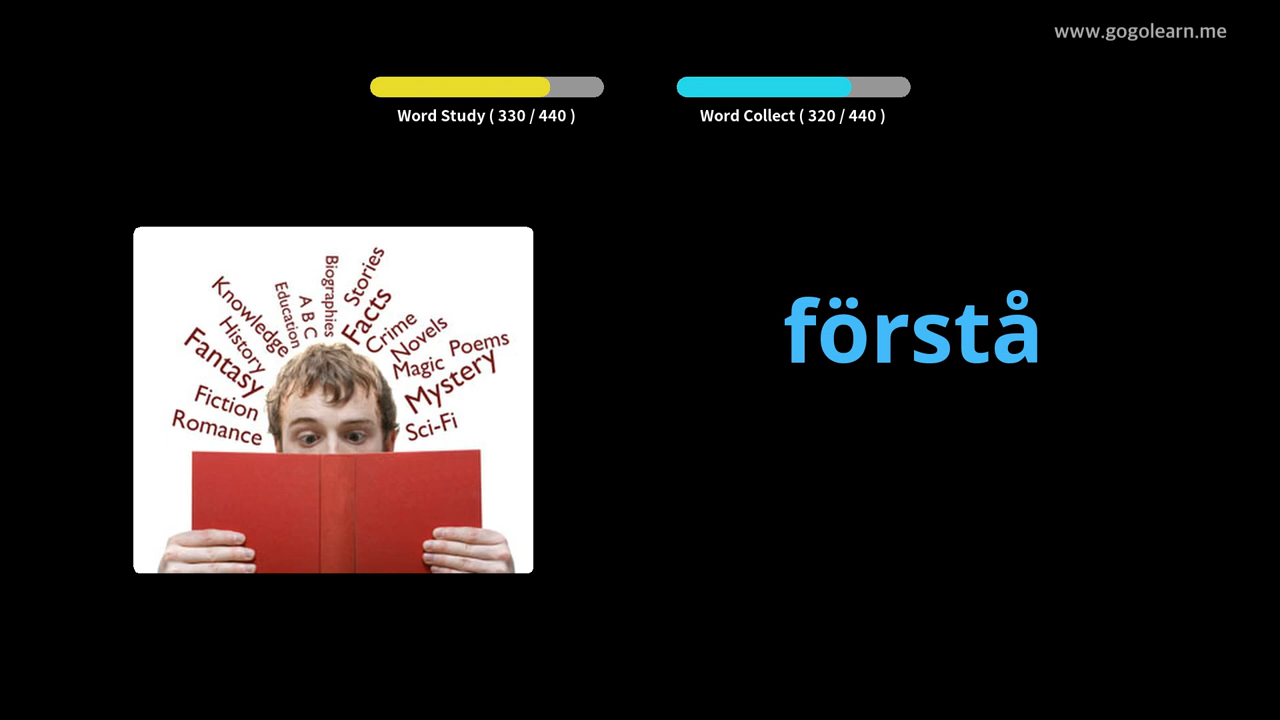 www.gogolearn.me
Word Study ( 330 / 440 )
Word Collect ( 320 / 440 )
Biographies
Stories
Education
A B C
Facts
Knowledge
Crime
History
Novels
Fantasy
Magic
Poems
Mystery
Fiction
Romance
Sci-Fi
förstå